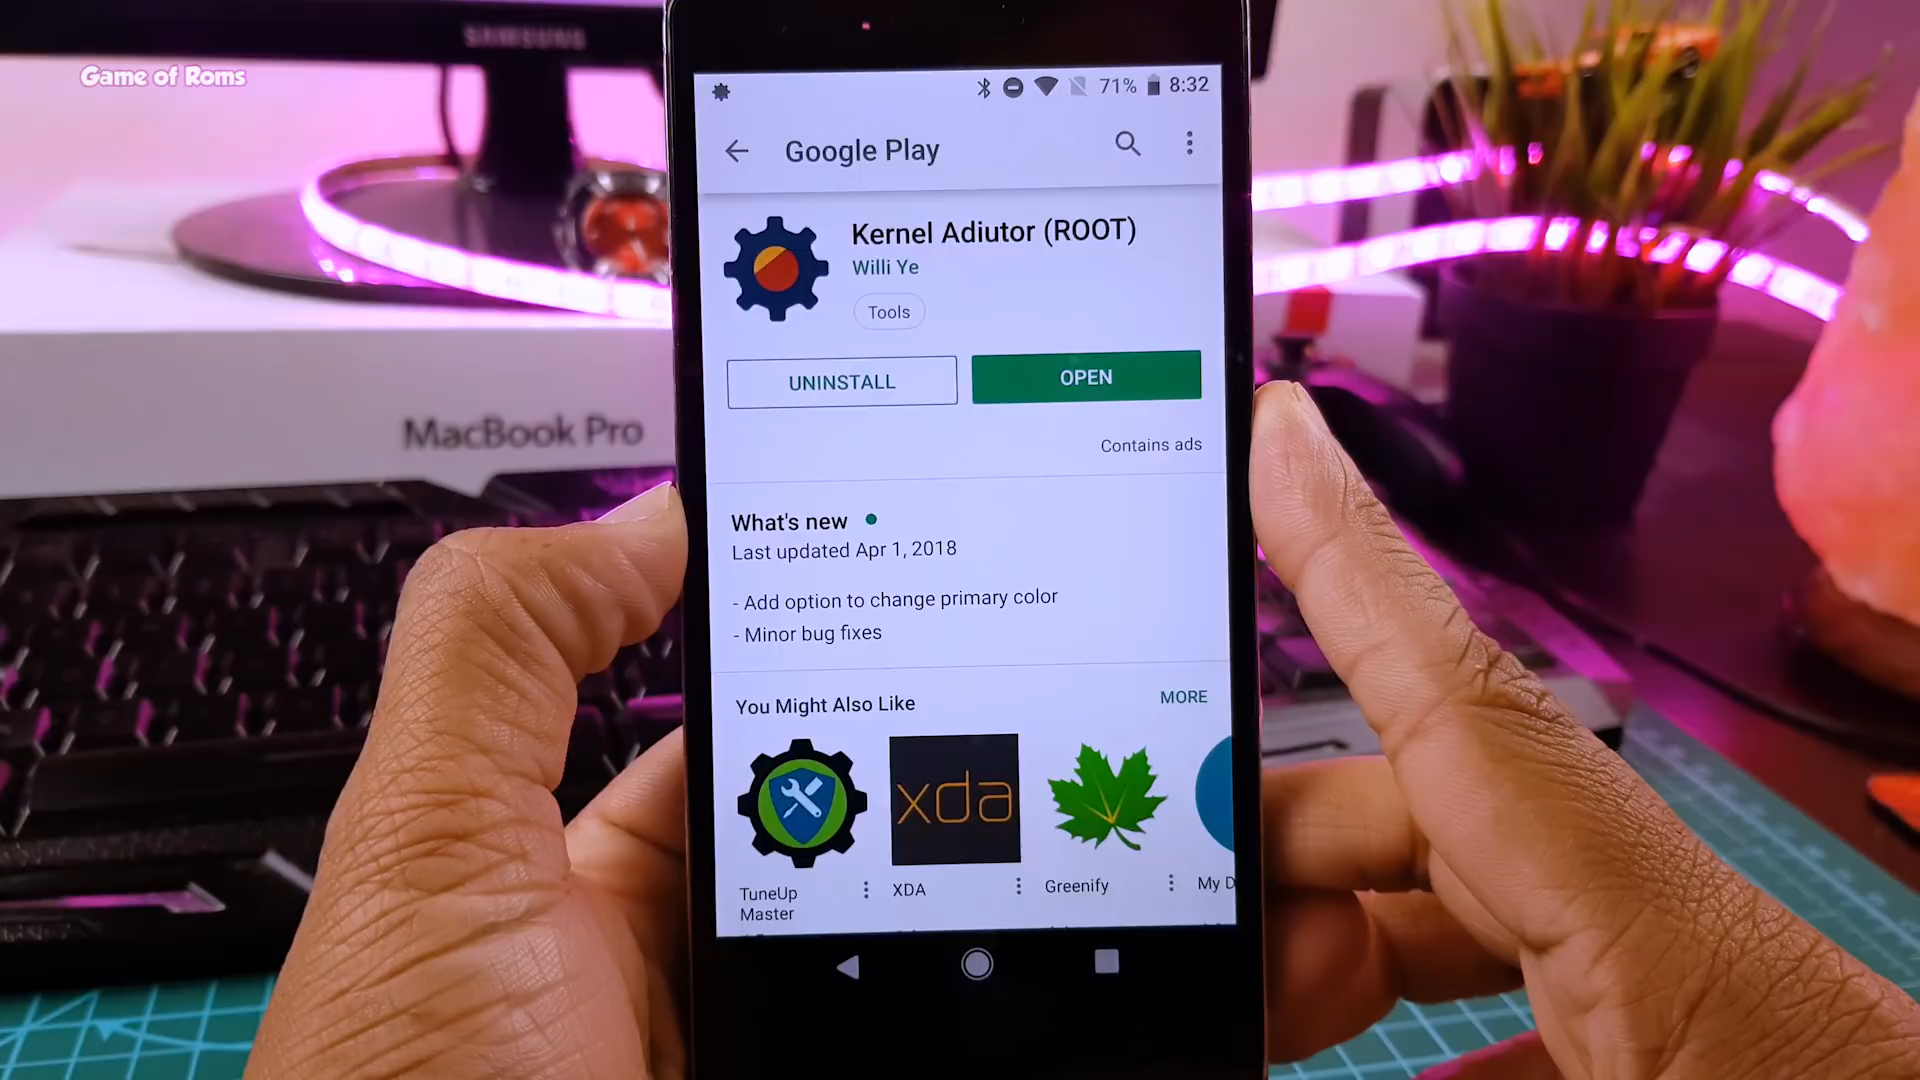 SAMSUNG
Game of Roms
71% 8:32
Google Play
Kernel Adiutor (ROOT)
Willi Ye
Tools
UNINSTALL
OPEN
MacBook Pro
Contains ads
What's new
Last updated Apr 1, 2018
- Add option to change primary color
- Minor bug fixes
You Might Also Like
MORE
xda
TuneUp
Master
XDA
Greenify
My D